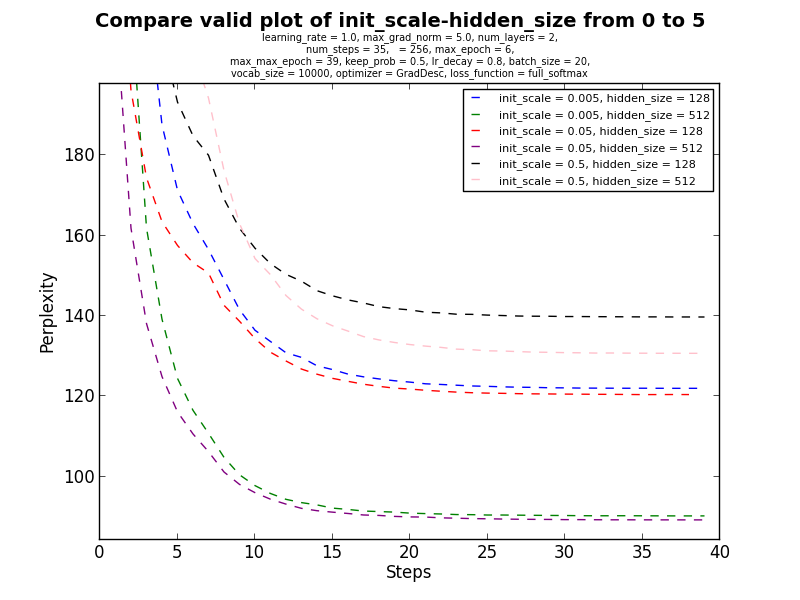 Compare valid plot of init_scale-hidden_size from 0 to 5
learning_rate = 1.0, max_grad_norm = 5.0, num_layers = 2,
num_steps = 35,   = 256, max_epoch = 6,
max_max_epoch = 39, keep_prob = 0.5, lr_decay = 0.8, batch_size = 20,
vocab_size = 10000, optimizer = GradDesc, loss_function = full_softmax
init_scale = 0.005, hidden_size = 128
init_scale = 0.005, hidden_size = 512
init_scale = 0.05, hidden_size = 128
init_scale = 0.05, hidden_size = 512
init_scale = 0.5, hidden_size = 128
init_scale = 0.5, hidden_size = 512
Perplexity
180
160
140
120
100
0 5 10 15 20 25 30 35 40
Steps